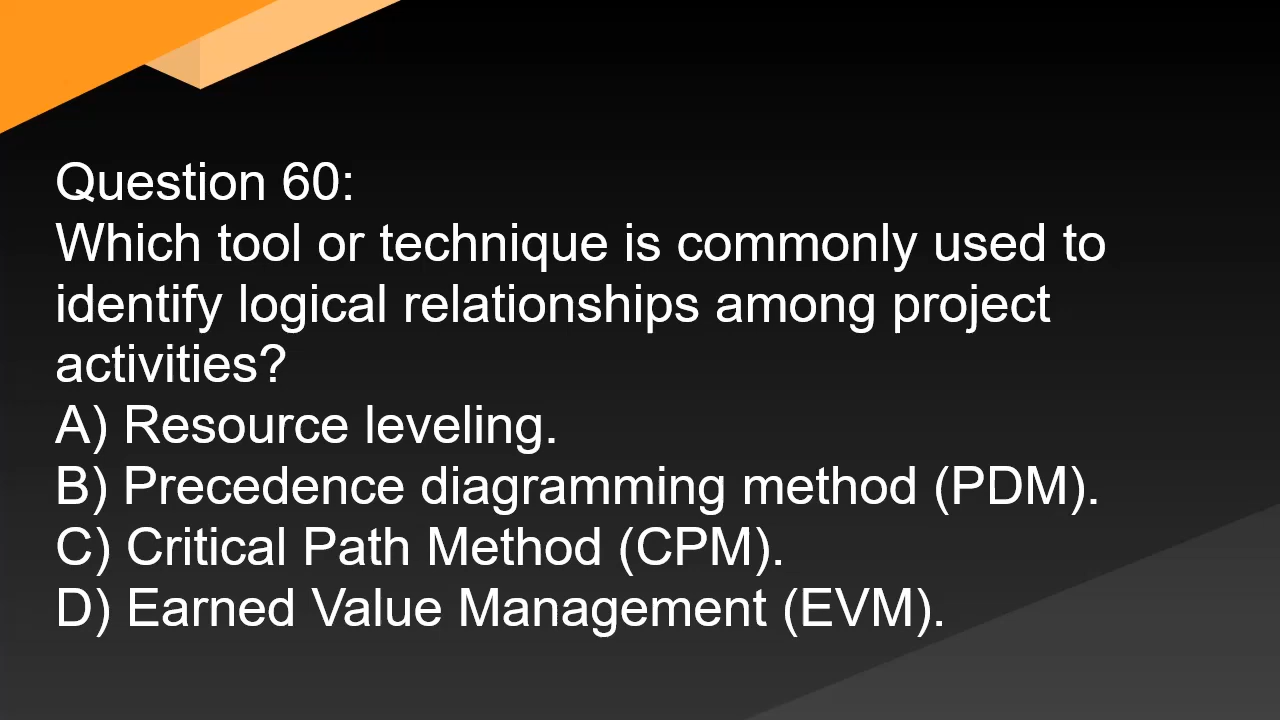 Question 60:
Which tool or technique is commonly used to
identify logical relationships among project
activities?
A) Resource leveling.
B) Precedence diagramming method (PDM).
C) Critical Path Method (CPM).
D) Earned Value Management (EVM).